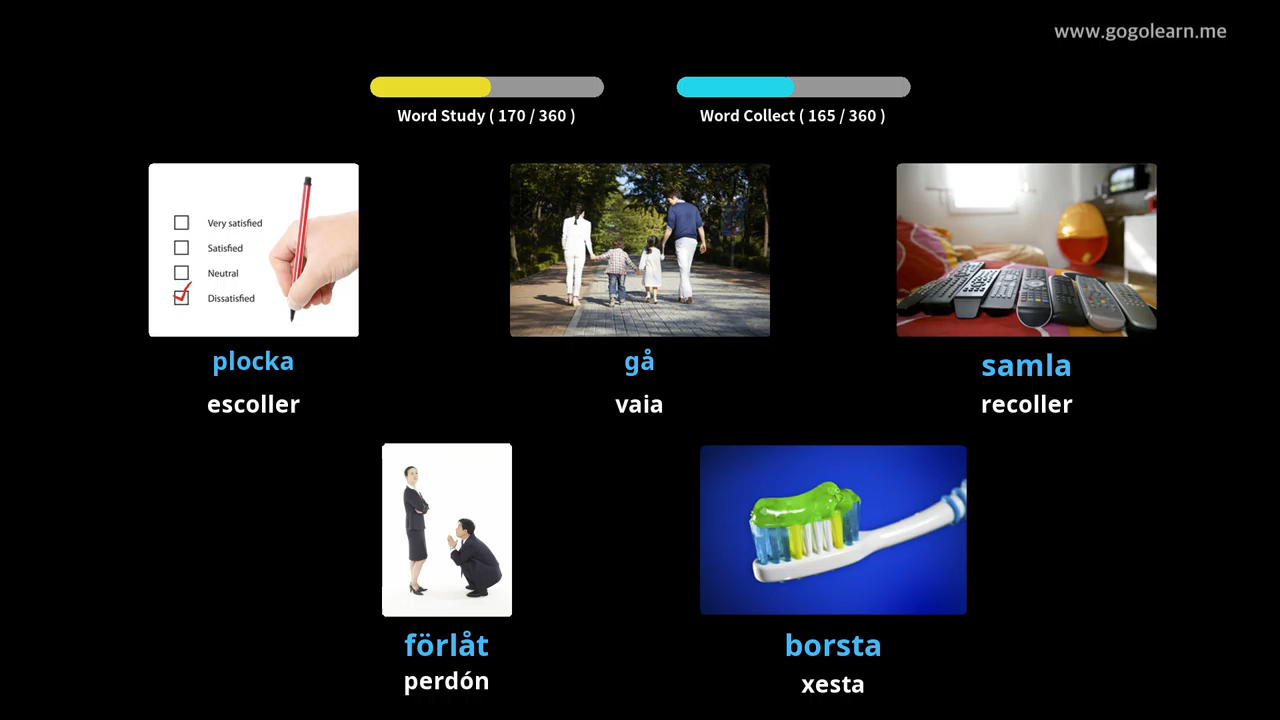 www.gogolearn.me
Word Study ( 170 / 360 )
Word Collect ( 165 / 360 )
Very satisfied
Satisfied
Neutral
Dissatisfied
plocka
gå
samla
escoller
vaia
recoller
förlåt
borsta
perdón
xesta